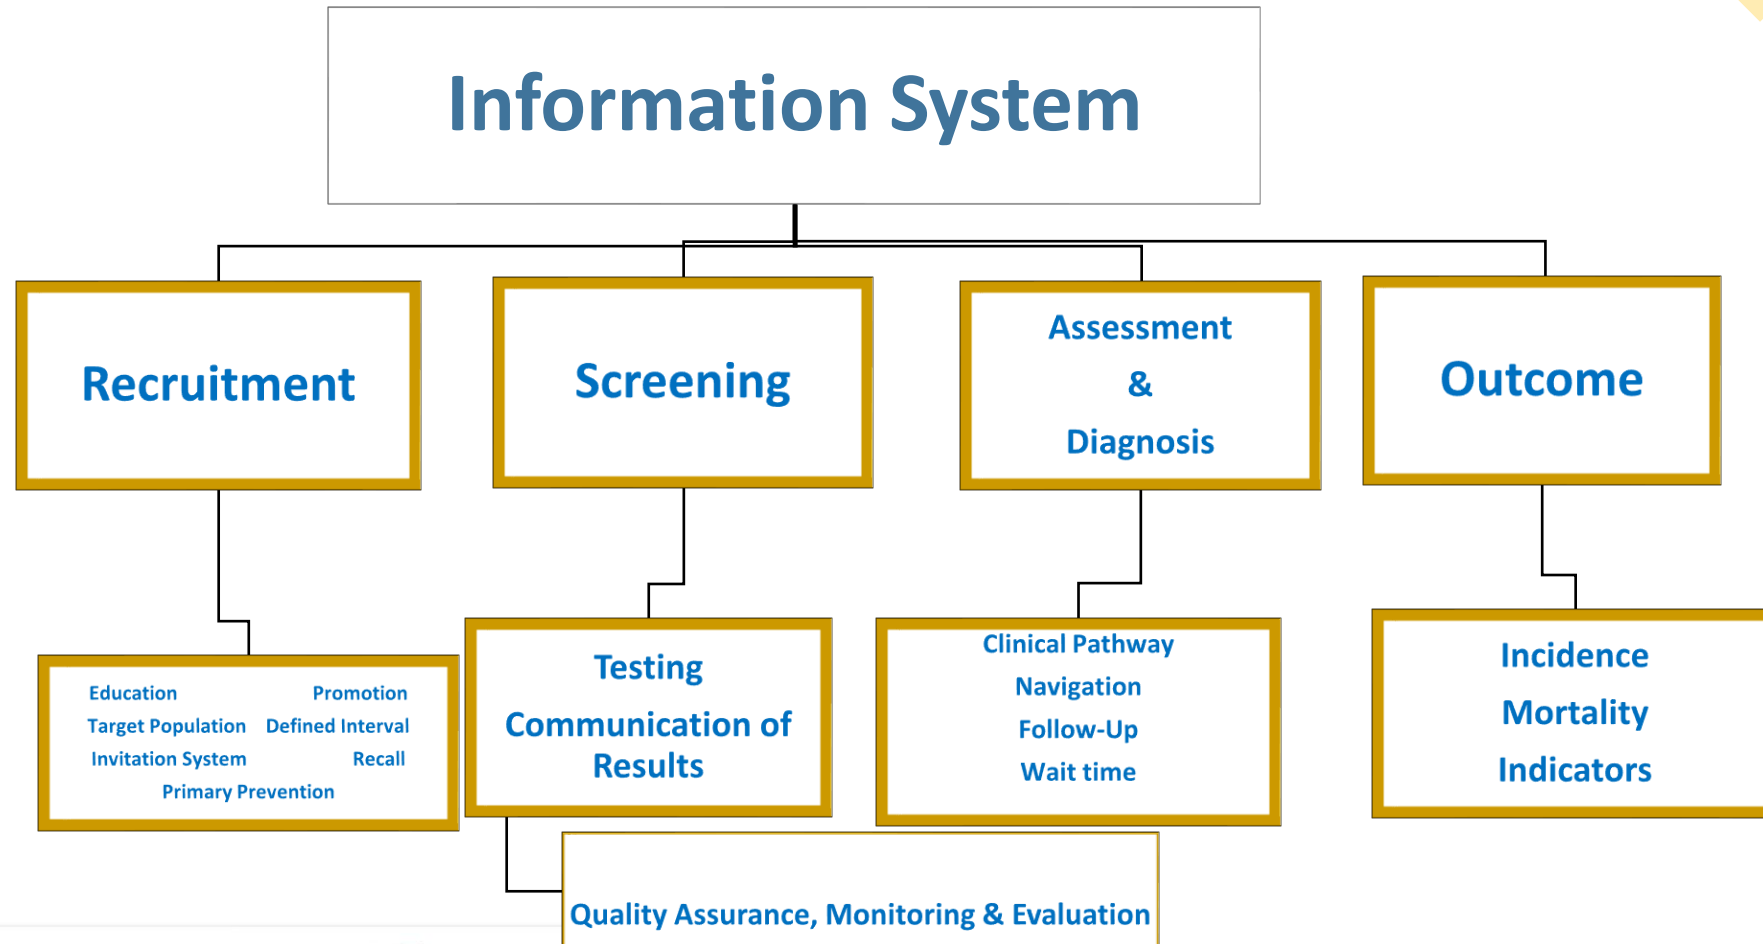 Information System
Recruitment
Screening
Assessment
&
Diagnosis
Outcome
Education Promotion
Target Population Defined Interval
Invitation System Recall
Primary Prevention
Testing
Communication of
Results
Clinical Pathway
Navigation
Follow-Up
Wait time
Incidence
Mortality
Indicators
Quality Assurance, Monitoring & Evaluation